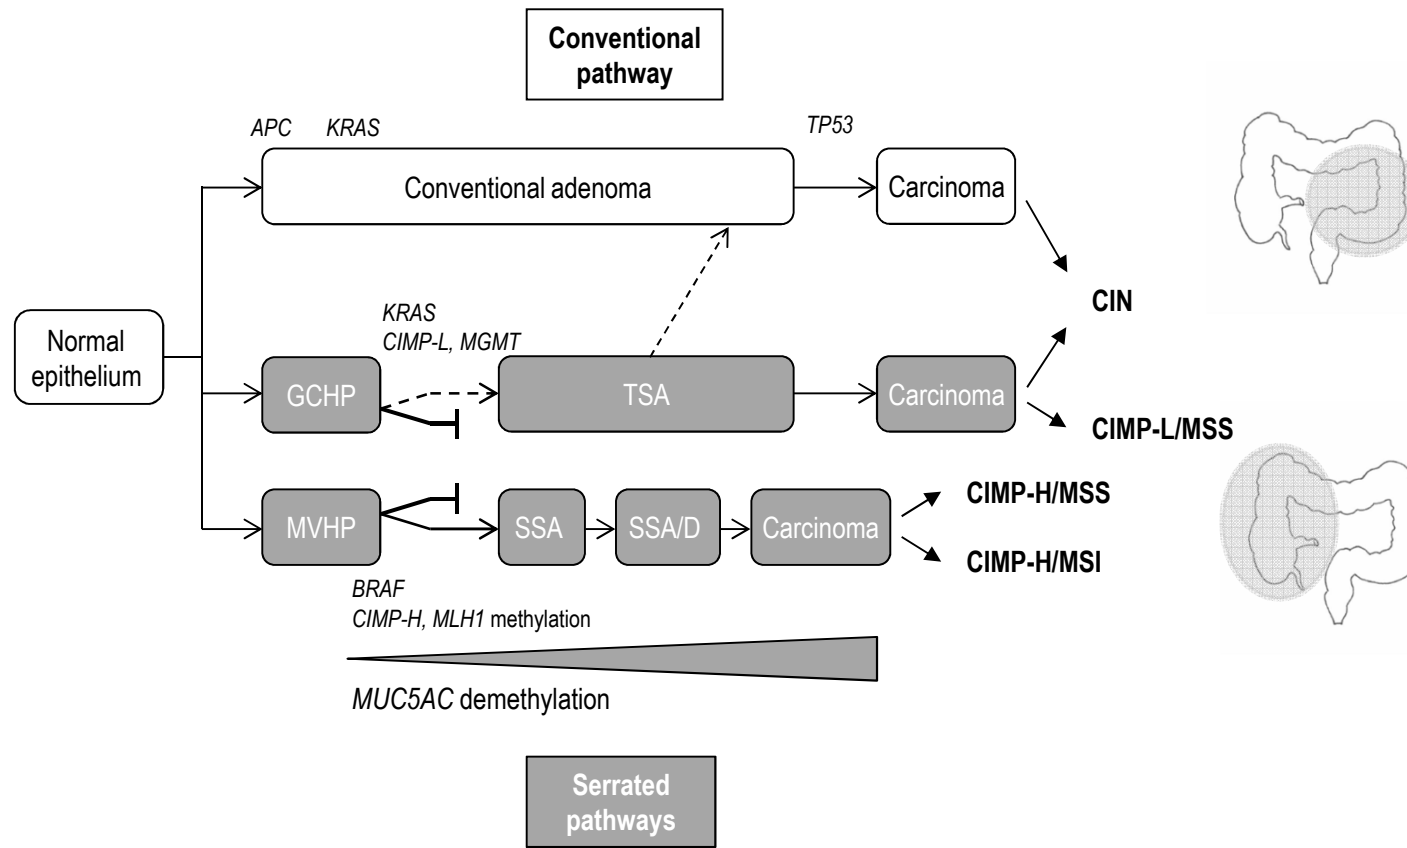 Conventional
pathway
APC KRAS
TP53
Conventional adenoma
Carcinoma
CIN
Normal
epithelium
KRAS
CIMP-L, MGMT
GCHP
TSA
Carcinoma
CIMP-L/MSS
MVHP
SSA
SSA/D
Carcinoma
CIMP-H/MSS
CIMP-H/MSI
BRAF
CIMP-H, MLH1 methylation
MUC5AC demethylation
Serrated
pathways